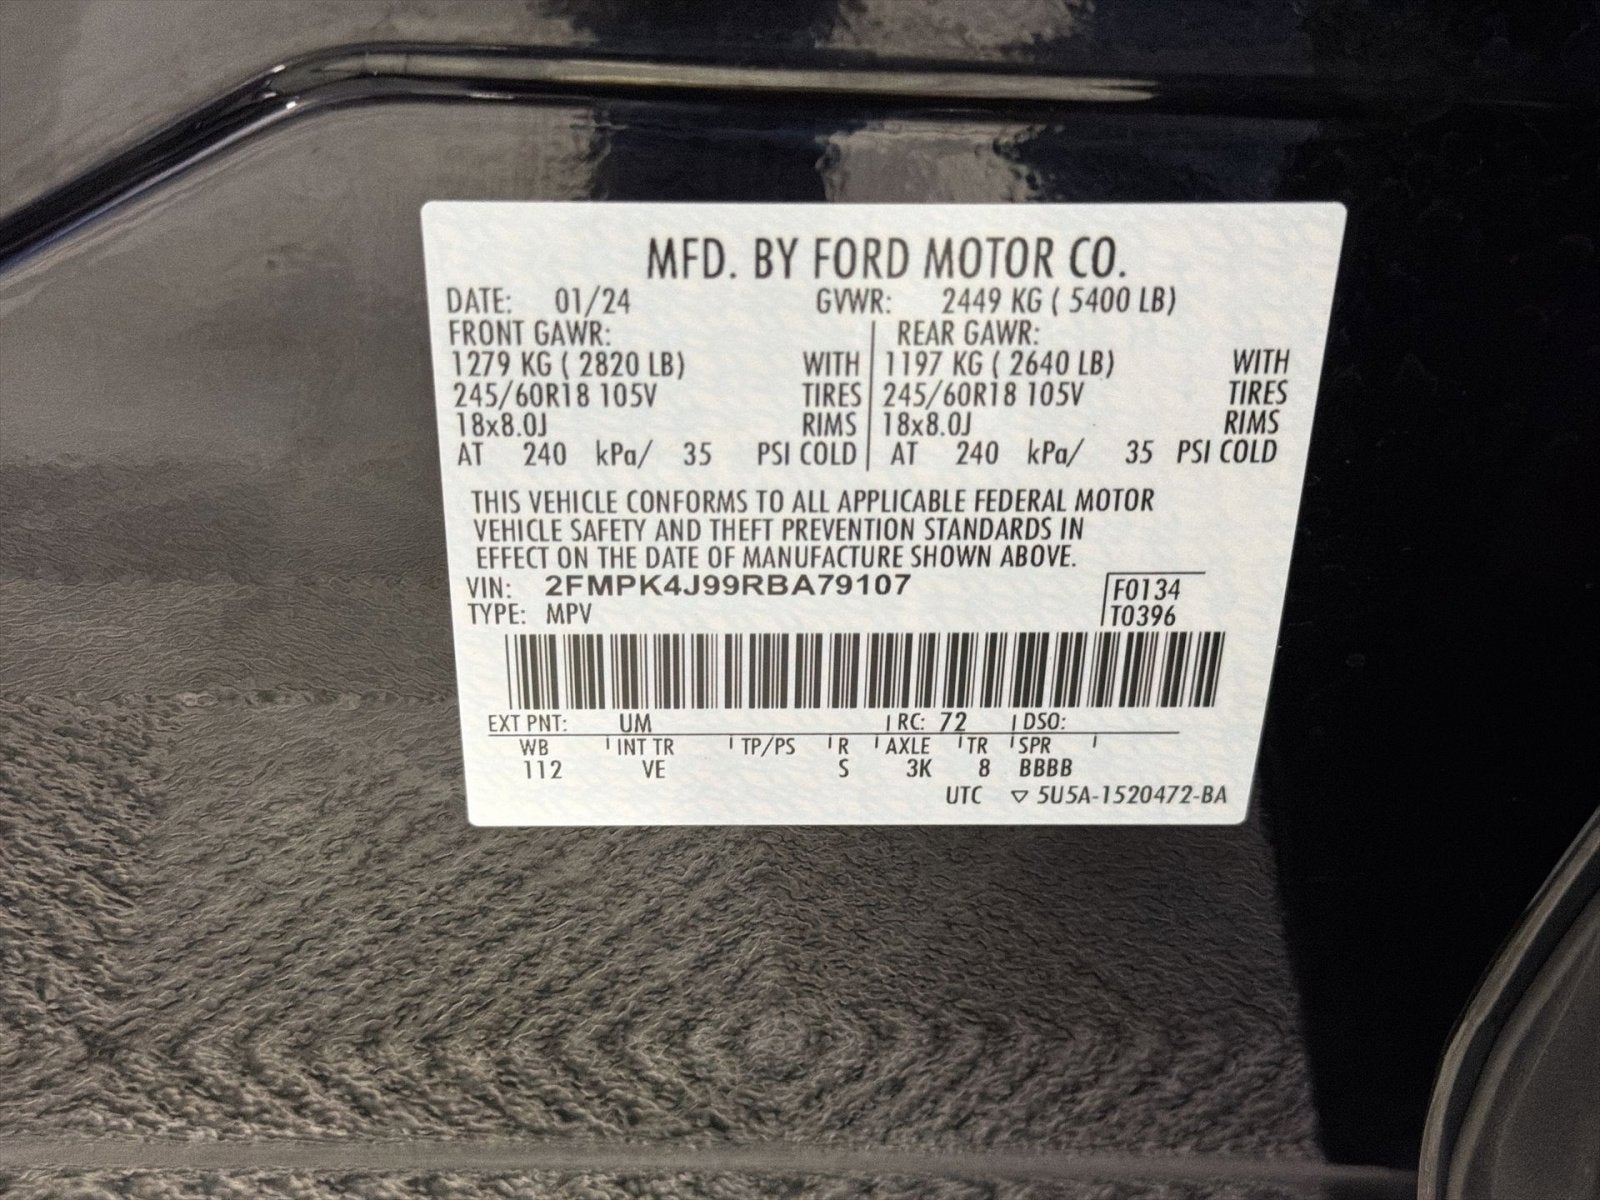 MFD. BY FORD MOTOR CO.
DATE: 01/24 GVWR: 2449 KG ( 5400 LB)
FRONT GAWR: REAR GAWR:
1279 KG ( 2820 LB) WITH 1197 KG ( 2640 LB) WITH
245/60R18 105V TIRES 245/60R18 105V TIRES
18x8.0J RIMS 18x8.0J RIMS
AT 240 kPa/ 35 PSI COLD AT 240 kPa/ 35 PSI COLD
THIS VEHICLE CONFORMS TO ALL APPLICABLE FEDERAL MOTOR
VEHICLE SAFETY AND THEFT PREVENTION STANDARDS IN
EFFECT ON THE DATE OF MANUFACTURE SHOWN ABOVE.
VIN: 2FMPK4J99RBA79107 F0134
TYPE: MPV T0396
EXT PNT: UM RC: 72 DSO:
WB INT TR TP/PS R AXLE TR SPR
112 VE S 3K 8 BBBB
UTC ▽ 5U5A-1520472-BA